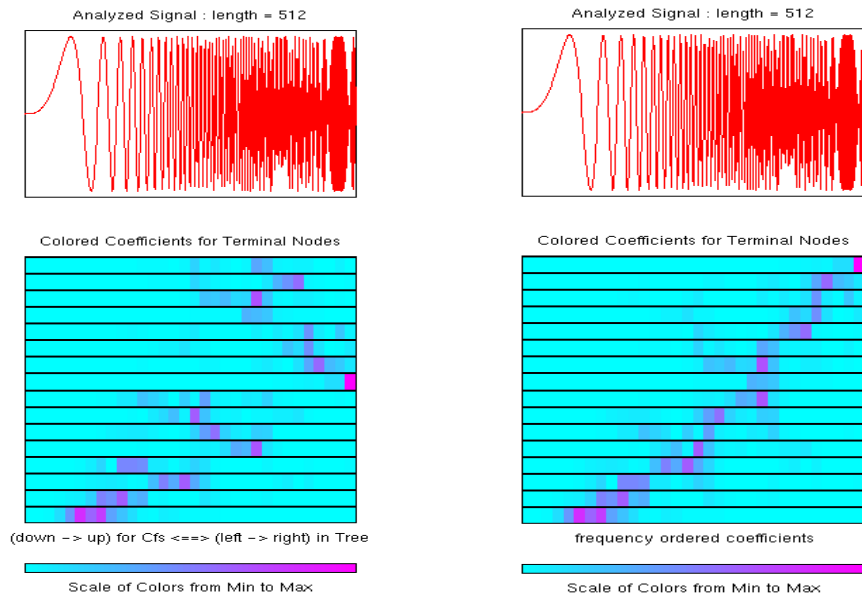 Analyzed Signal : length = 512
Analyzed Signal : length = 512
Colored Coefficients for Terminal Nodes
Colored Coefficients for Terminal Nodes
(down -> up) for Cfs <==> (left -> right) in Tree
frequency ordered coefficients
Scale of Colors from Min to Max
Scale of Colors from Min to Max